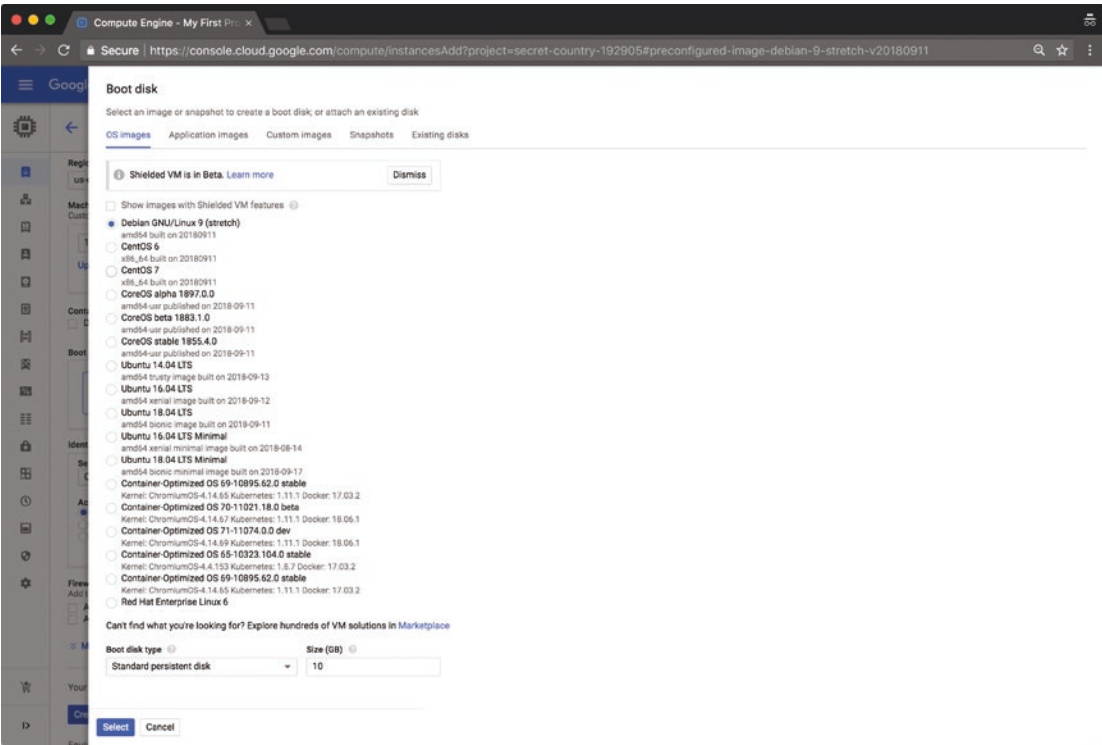 Compute Engine - My First Pro
Secure | https://console.cloud.google.com/compute/instancesAdd?project=secret-country-192905#preconfigured-image-debian-9-stretch-v20180911
Googl
Boot disk
Select an image or snapshot to create a boot disk; or attach an existing disk
OS images Application images Custom images Snapshots Existing disks
Shielded VM is in Beta. Learn more Dismiss
Show images with Shielded VM features
Debian GNU/Linux 9 (stretch)
amd64 built on 20180911
CentOS 6
x86_64 built on 20180911
CentOS 7
x86_64 built on 20180911
CoreOS alpha 1897.0.0
amd64-usr published on 2018-09-11
CoreOS beta 1883.1.0
amd64-usr published on 2018-09-11
CoreOS stable 1855.4.0
amd64-usr published on 2018-09-11
Ubuntu 14.04 LTS
amd64 trusty image built on 2018-09-13
Ubuntu 16.04 LTS
amd64 xenial image built on 2018-09-12
Ubuntu 18.04 LTS
amd64 bionic image built on 2018-09-11
Ubuntu 16.04 LTS Minimal
amd64 xenial minimal image built on 2018-08-14
Ubuntu 18.04 LTS Minimal
amd64 bionic minimal image built on 2018-09-17
Container-Optimized OS 69-10895.62.0 stable
Kernel: ChromiumOS-4.14.65 Kubernetes: 1.11.1 Docker: 17.03.2
Container-Optimized OS 70-11021.18.0 beta
Kernel: ChromiumOS-4.14.67 Kubernetes: 1.11.1 Docker: 18.06.1
Container-Optimized OS 71-11074.0.0 dev
Kernel: ChromiumOS-4.14.69 Kubernetes: 1.11.1 Docker: 18.06.1
Container-Optimized OS 65-10323.104.0 stable
Kernel: ChromiumOS-4.4.153 Kubernetes: 1.8.7 Docker: 17.03.2
Container-Optimized OS 69-10895.62.0 stable
Kernel: ChromiumOS-4.14.65 Kubernetes: 1.11.1 Docker: 17.03.2
Red Hat Enterprise Linux 6
Can't find what you're looking for? Explore hundreds of VM solutions in Marketplace
Boot disk type Size (GB)
Standard persistent disk 10
Select Cancel
Regio
us-
Mach
Custo
Up
Conta
Boot
Ident
Se
Ac
Firew
Add t
Your
Cre